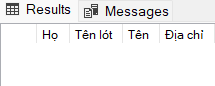 Results Messages
Họ Tên lót Tên Địa chỉ